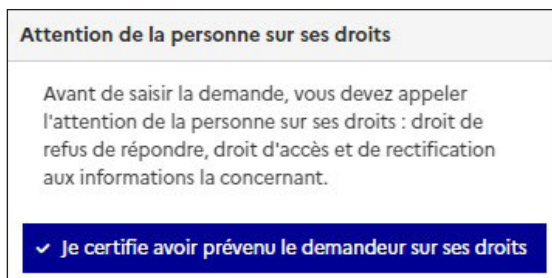 Attention de la personne sur ses droits
Avant de saisir la demande, vous devez appeler
l'attention de la personne sur ses droits : droit de
refus de répondre, droit d'accès et de rectification
aux informations la concernant.
Je certifie avoir prévenu le demandeur sur ses droits